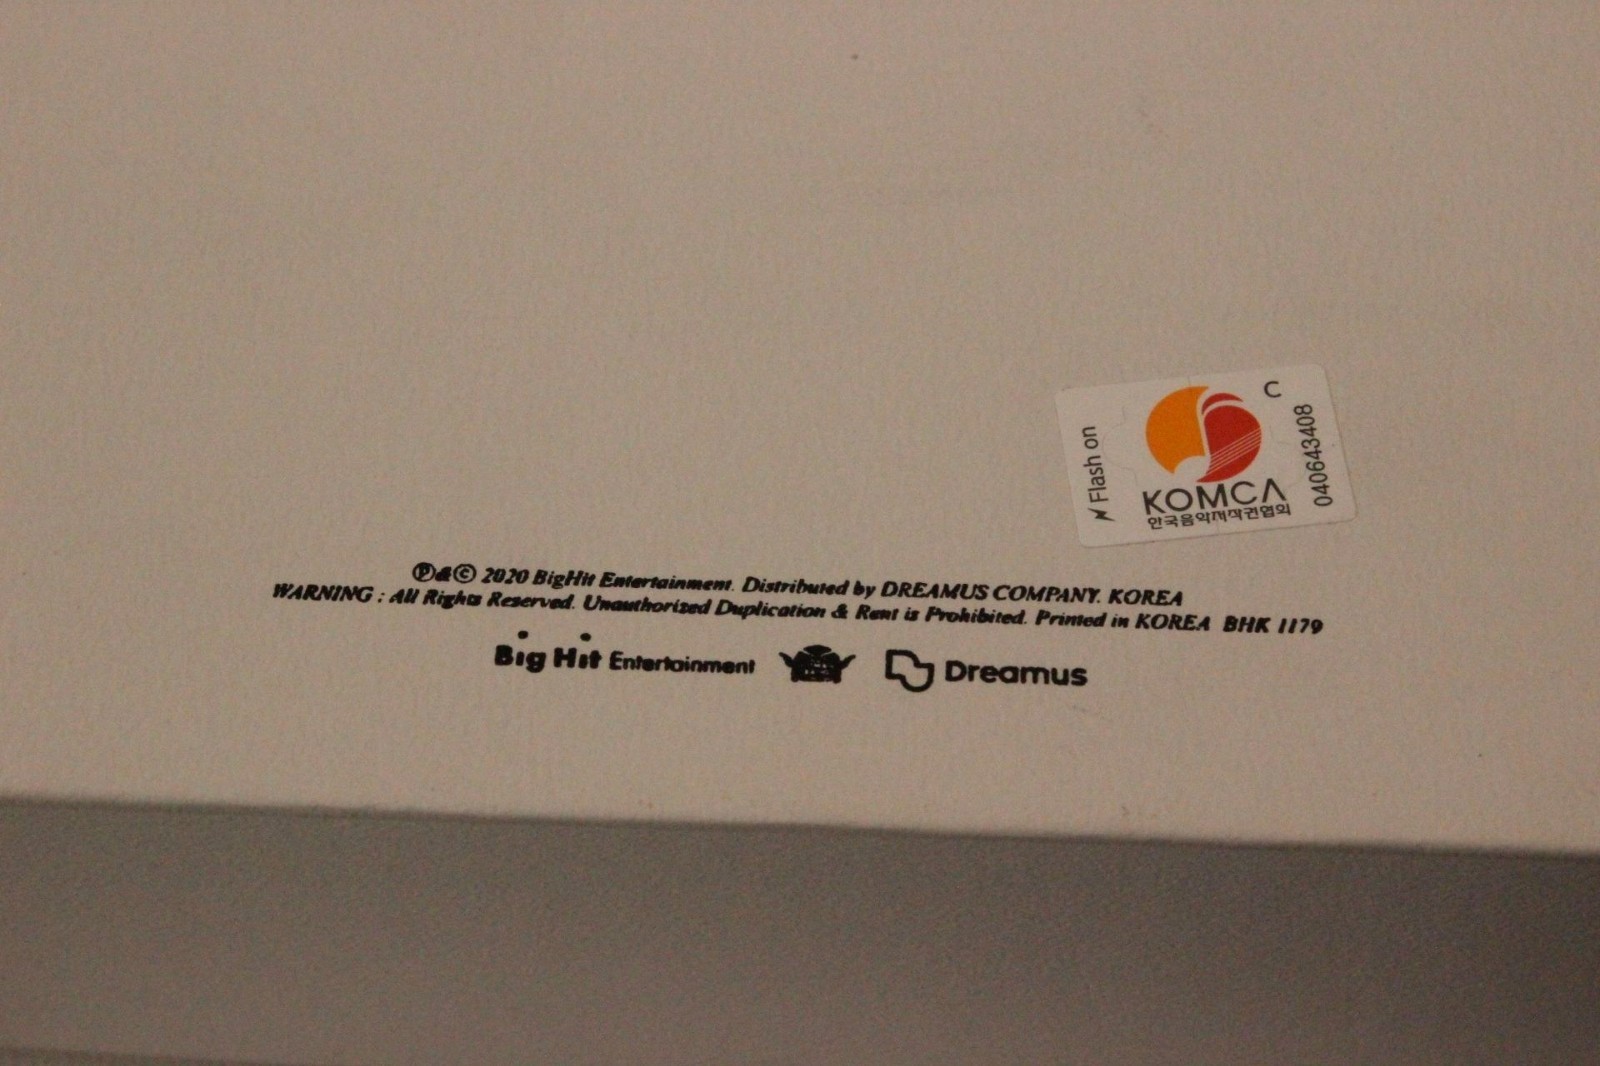 Flash on
C
KOMCA
한국음악저작권협회
040643408
Ⓟ&© 2020 BigHit Entertainment. Distributed by DREAMUS COMPANY. KOREA
WARNING : All Rights Reserved. Unauthorized Duplication & Rent is Prohibited. Printed in KOREA BHK 1179
Big Hit Entertainment Dreamus